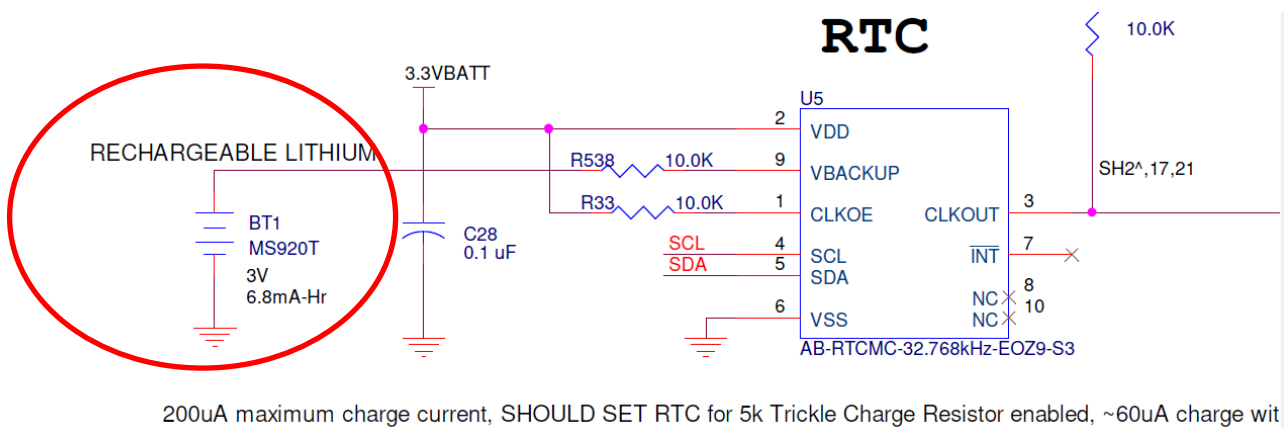 RTC
10.0K
3.3VBATT
U5
2 VDD
RECHARGEABLE LITHIUM
R538 10.0K 9 VBACKUP
SH2^,17,21
R33 10.0K 1 CLKOE CLKOUT 3
BT1
MS920T
3V
6.8mA-Hr
C28
0.1 uF
SCL 4 SCL INT 7
SDA 5 SDA
NC 8
6 VSS NC 10
AB-RTCMC-32.768kHz-EOZ9-S3
200uA maximum charge current, SHOULD SET RTC for 5k Trickle Charge Resistor enabled, ~60uA charge wit